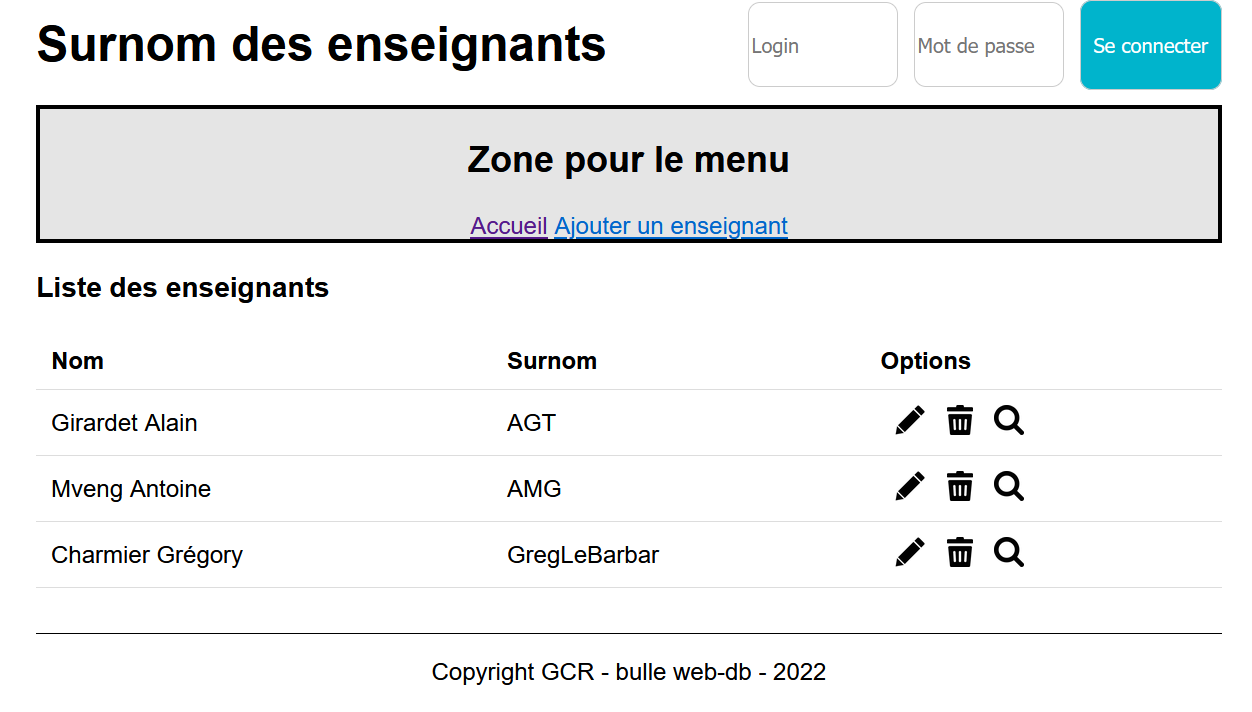 Surnom des enseignants
Login
Mot de passe
Se connecter
Zone pour le menu
Accueil Ajouter un enseignant
Liste des enseignants
Nom Surnom Options
Girardet Alain AGT
Mveng Antoine AMG
Charmier Grégory GregLeBarbar
Copyright GCR - bulle web-db - 2022